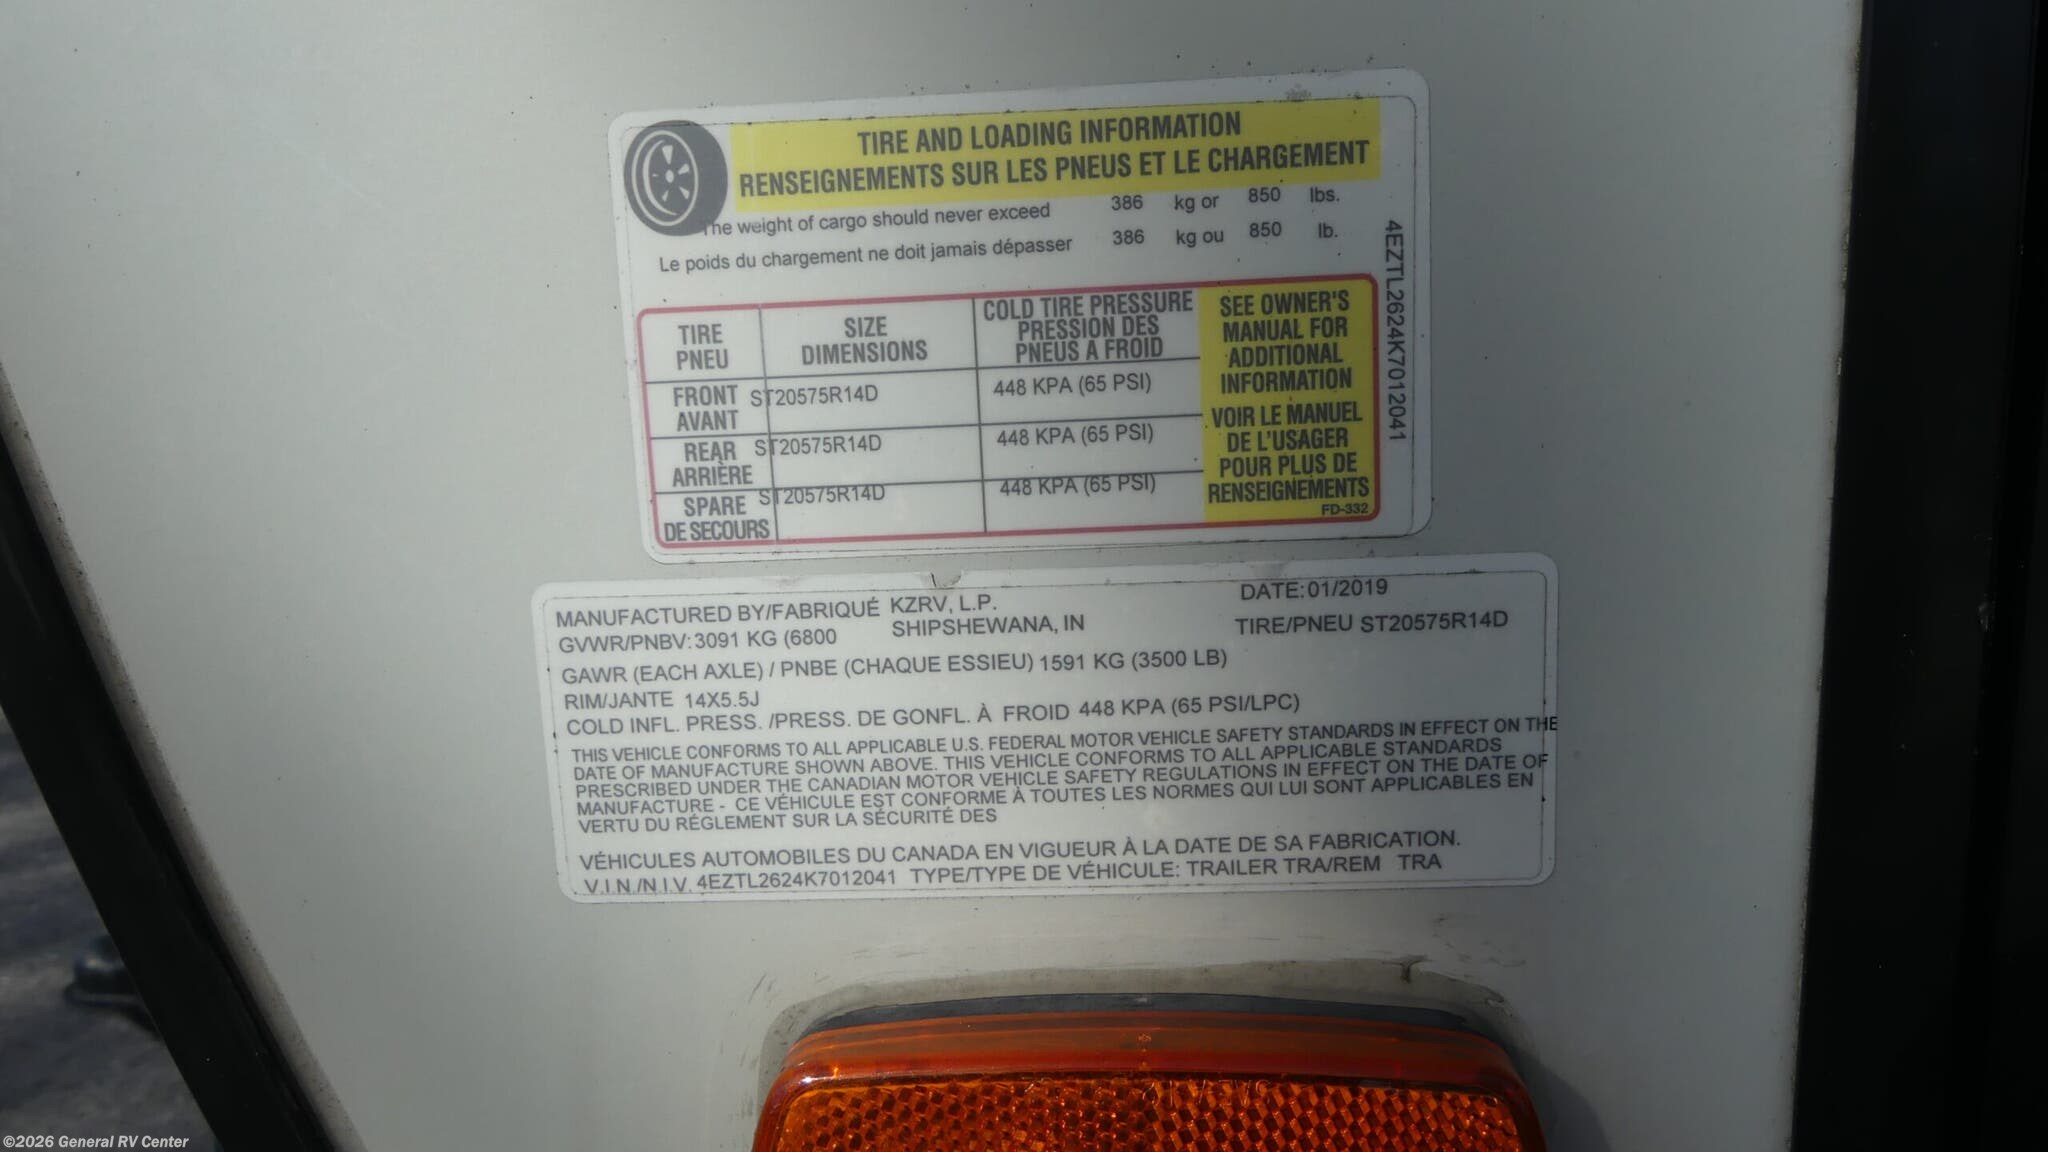 TIRE AND LOADING INFORMATION
RENSEIGNEMENTS SUR LES PNEUS ET LE CHARGEMENT
The weight of cargo should never exceed 386 kg or 850 lbs.
Le poids du chargement ne doit jamais dépasser 386 kg ou 850 lb.
TIRE PNEU
SIZE DIMENSIONS
COLD TIRE PRESSURE
PRESSION DES
PNEUS A FROID
FRONT AVANT ST20575R14D 448 KPA (65 PSI)
REAR ARRIÈRE ST20575R14D 448 KPA (65 PSI)
SPARE DE SECOURS ST20575R14D 448 KPA (65 PSI)
SEE OWNER'S
MANUAL FOR
ADDITIONAL
INFORMATION
VOIR LE MANUEL
DE L'USAGER
POUR PLUS DE
RENSEIGNEMENTS
FD-332
4EZTL2624K7012041
MANUFACTURED BY/FABRIQUÉ KZRV, L.P. DATE:01/2019
GVWR/PNBV: 3091 KG (6800 SHIPSHEWANA, IN TIRE/PNEU ST20575R14D
GAWR (EACH AXLE) / PNBE (CHAQUE ESSIEU) 1591 KG (3500 LB)
RIM/JANTE 14X5.5J
COLD INFL. PRESS. /PRESS. DE GONFL. À FROID 448 KPA (65 PSI/LPC)
THIS VEHICLE CONFORMS TO ALL APPLICABLE U.S. FEDERAL MOTOR VEHICLE SAFETY STANDARDS IN EFFECT ON THE
DATE OF MANUFACTURE SHOWN ABOVE. THIS VEHICLE CONFORMS TO ALL APPLICABLE STANDARDS
PRESCRIBED UNDER THE CANADIAN MOTOR VEHICLE SAFETY REGULATIONS IN EFFECT ON THE DATE OF
MANUFACTURE - CE VÉHICULE EST CONFORME À TOUTES LES NORMES QUI LUI SONT APPLICABLES EN
VERTU DU RÉGLEMENT SUR LA SÉCURITÉ DES
VÉHICULES AUTOMOBILES DU CANADA EN VIGUEUR À LA DATE DE SA FABRICATION.
V.I.N./N.I.V. 4EZTL2624K7012041 TYPE/TYPE DE VÉHICULE: TRAILER TRA/REM TRA
©2026 General RV Center